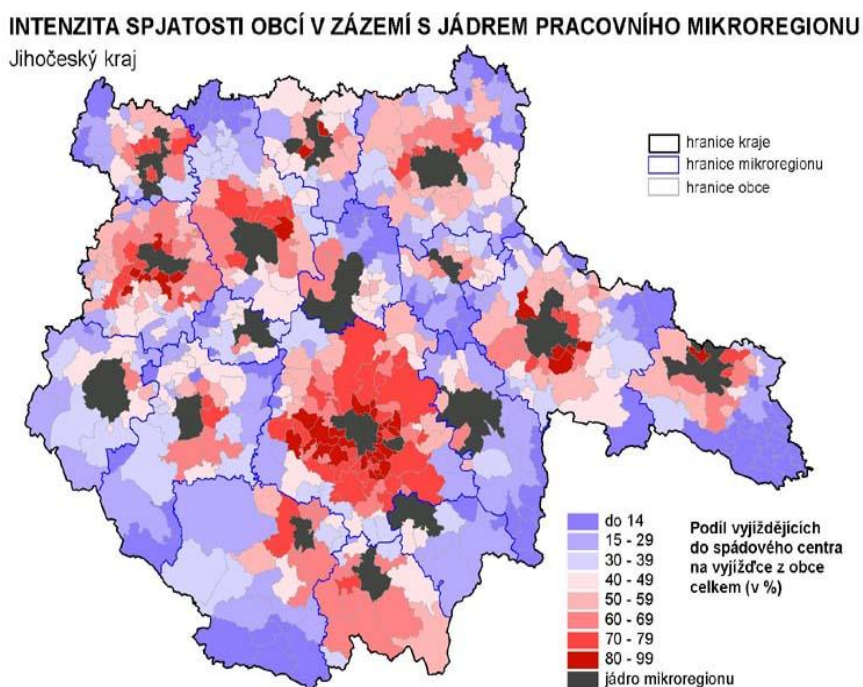 INTENZITA SPJATOSTI OBCÍ V ZÁZEMÍ S JÁDREM PRACOVNÍHO MIKROREGIONU
Jihočeský kraj
hranice kraje
hranice mikroregionu
hranice obce
do 14
15 - 29
30 - 39
40 - 49
50 - 59
60 - 69
70 - 79
80 - 99
jádro mikroregionu
Podíl vyjíždějících
do spádového centra
na vyjížďce z obce
celkem (v %)